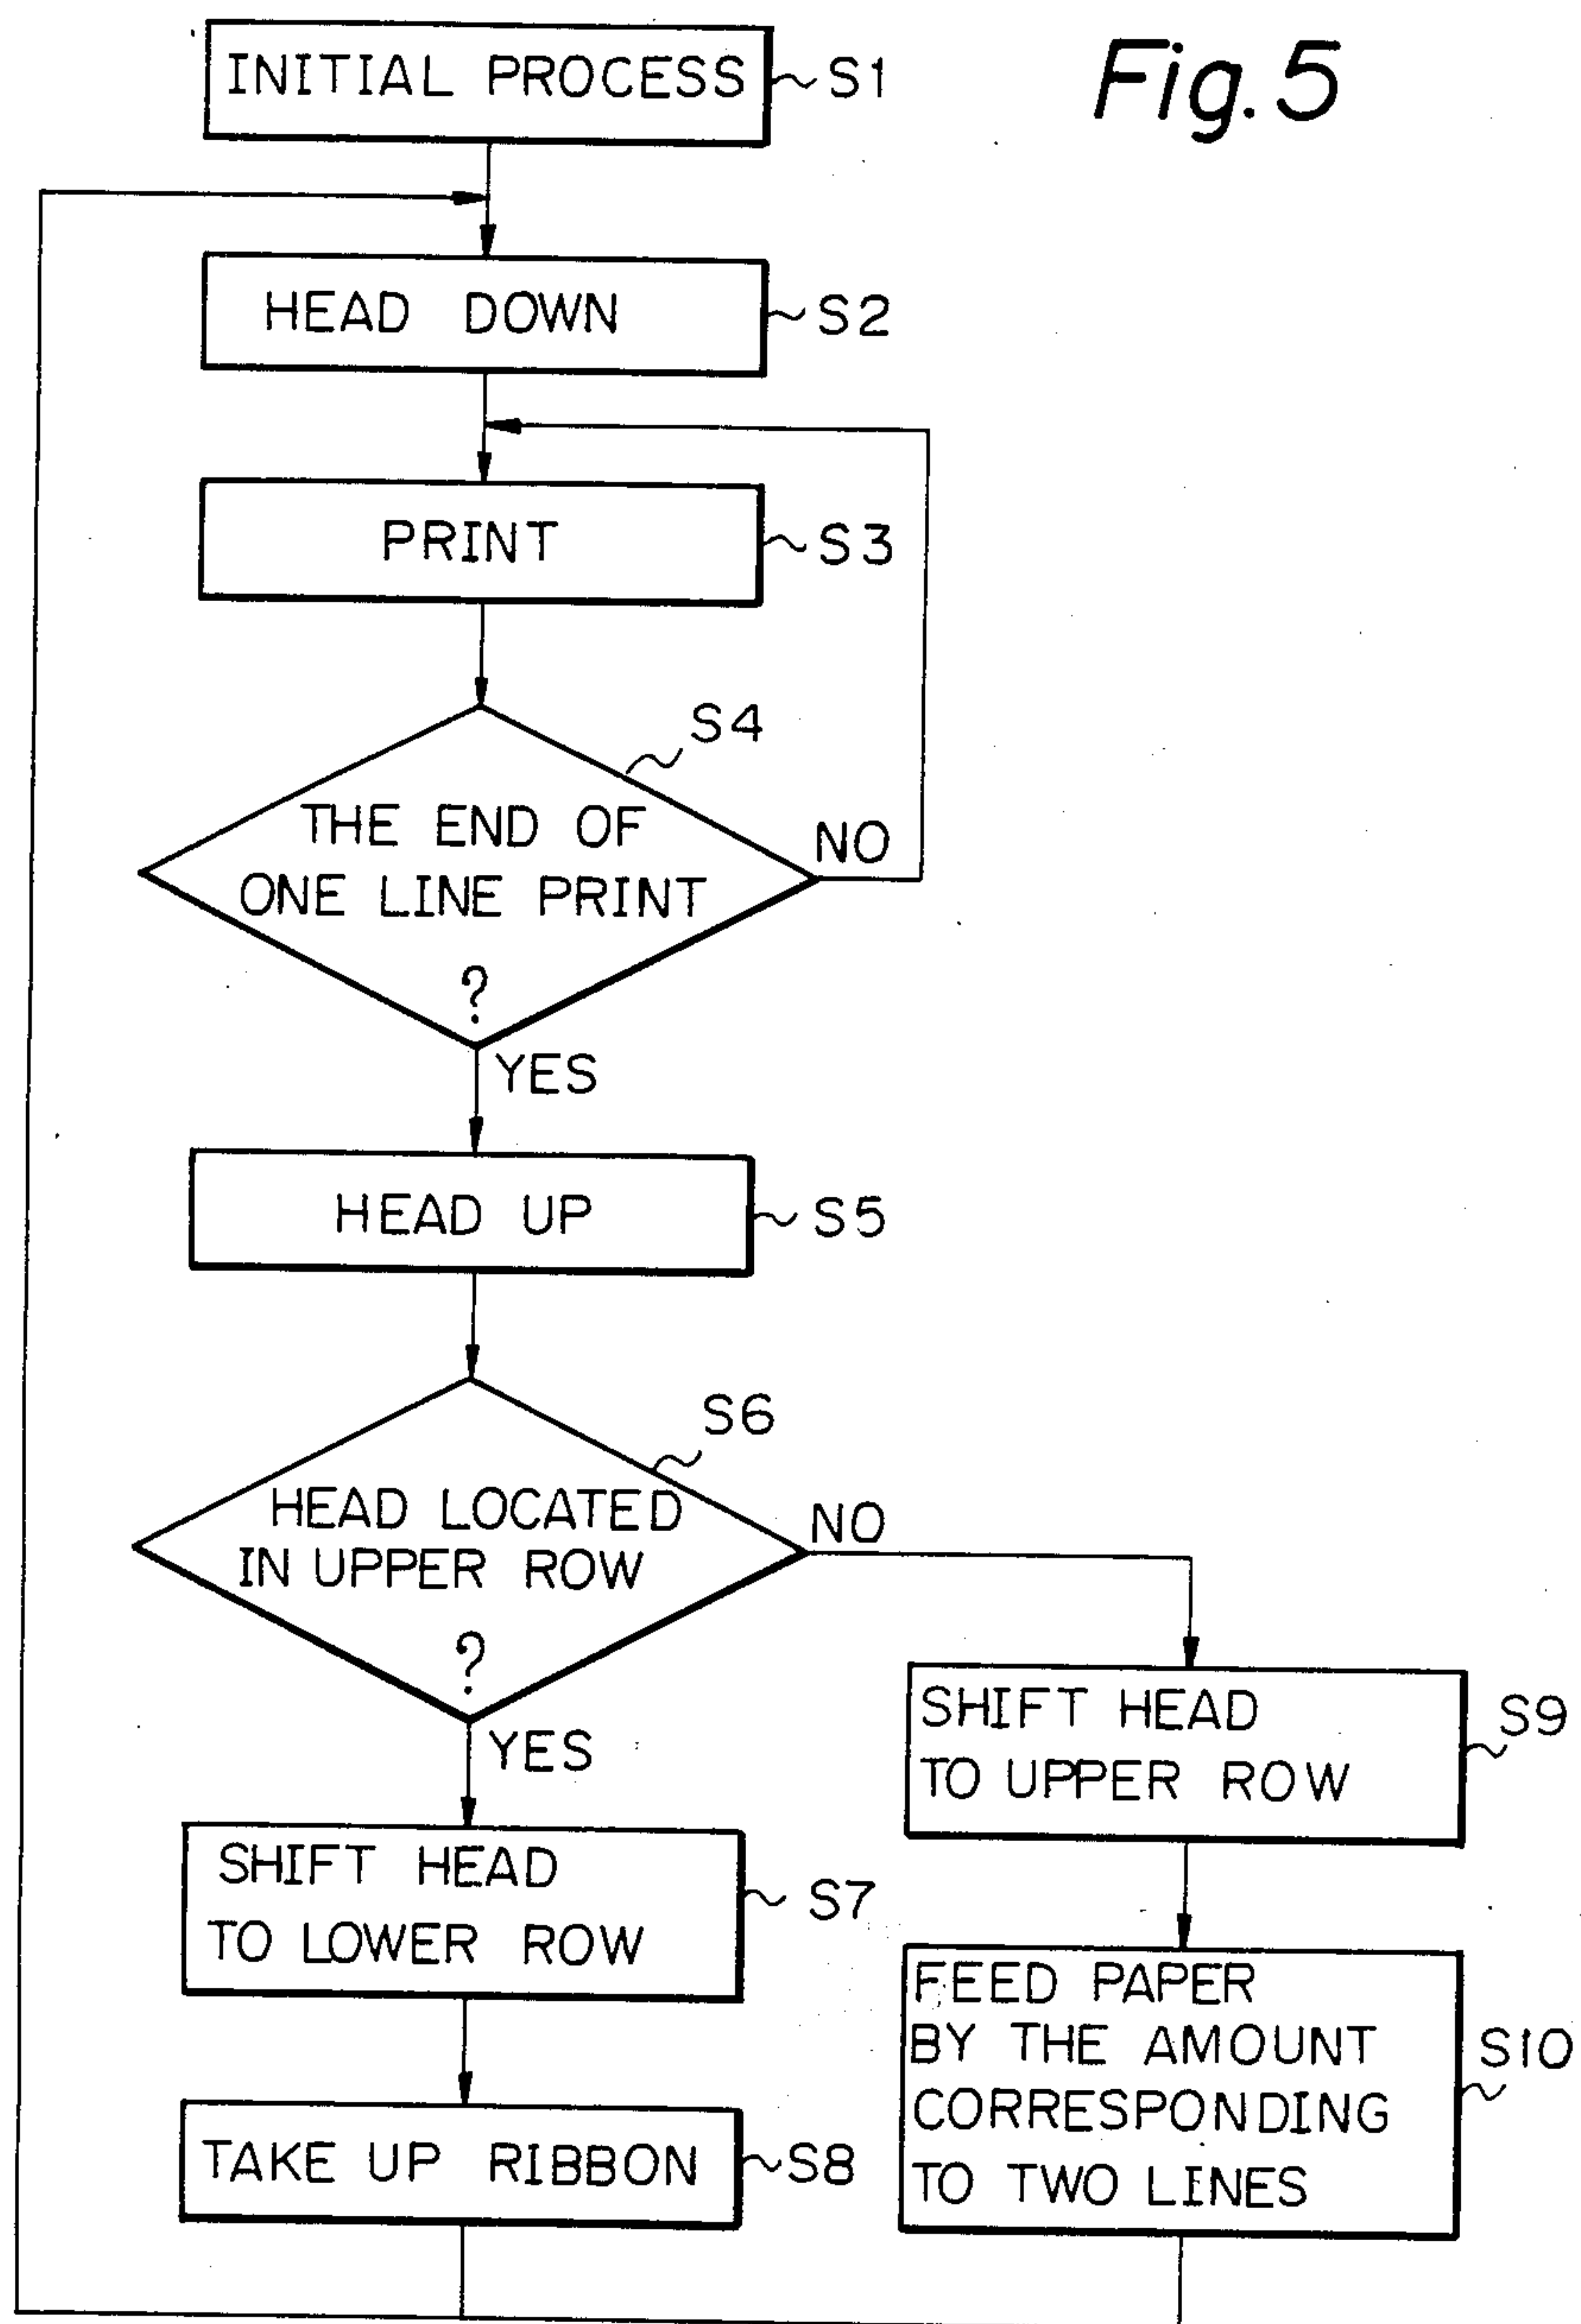 Fig. 5
INITIAL PROCESS
S1
HEAD DOWN
S2
PRINT
S3
S4
THE END OF
ONE LINE PRINT
?
NO
YES
HEAD UP
S5
S6
HEAD LOCATED
IN UPPER ROW
?
NO
YES
SHIFT HEAD
TO LOWER ROW
S7
TAKE UP RIBBON
S8
SHIFT HEAD
TO UPPER ROW
S9
FEED PAPER
BY THE AMOUNT
CORRESPONDING
TO TWO LINES
S10